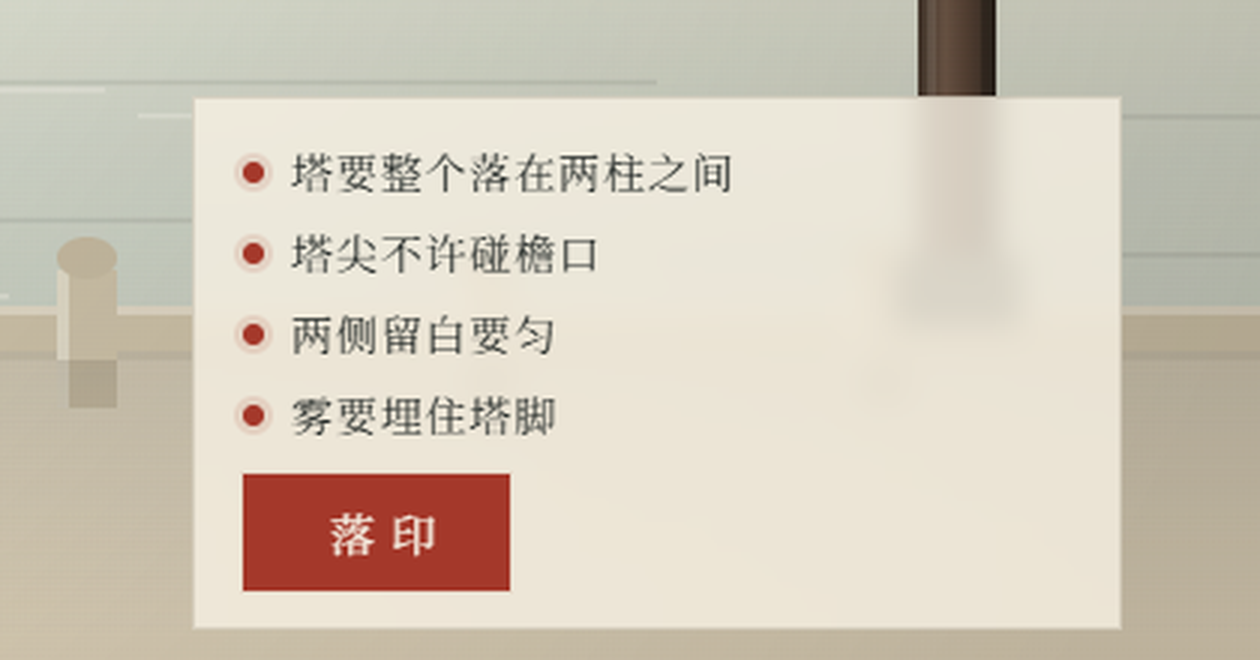 塔要整个落在两柱之间
塔尖不许碰檐口
两侧留白要匀
雾要埋住塔脚
落印